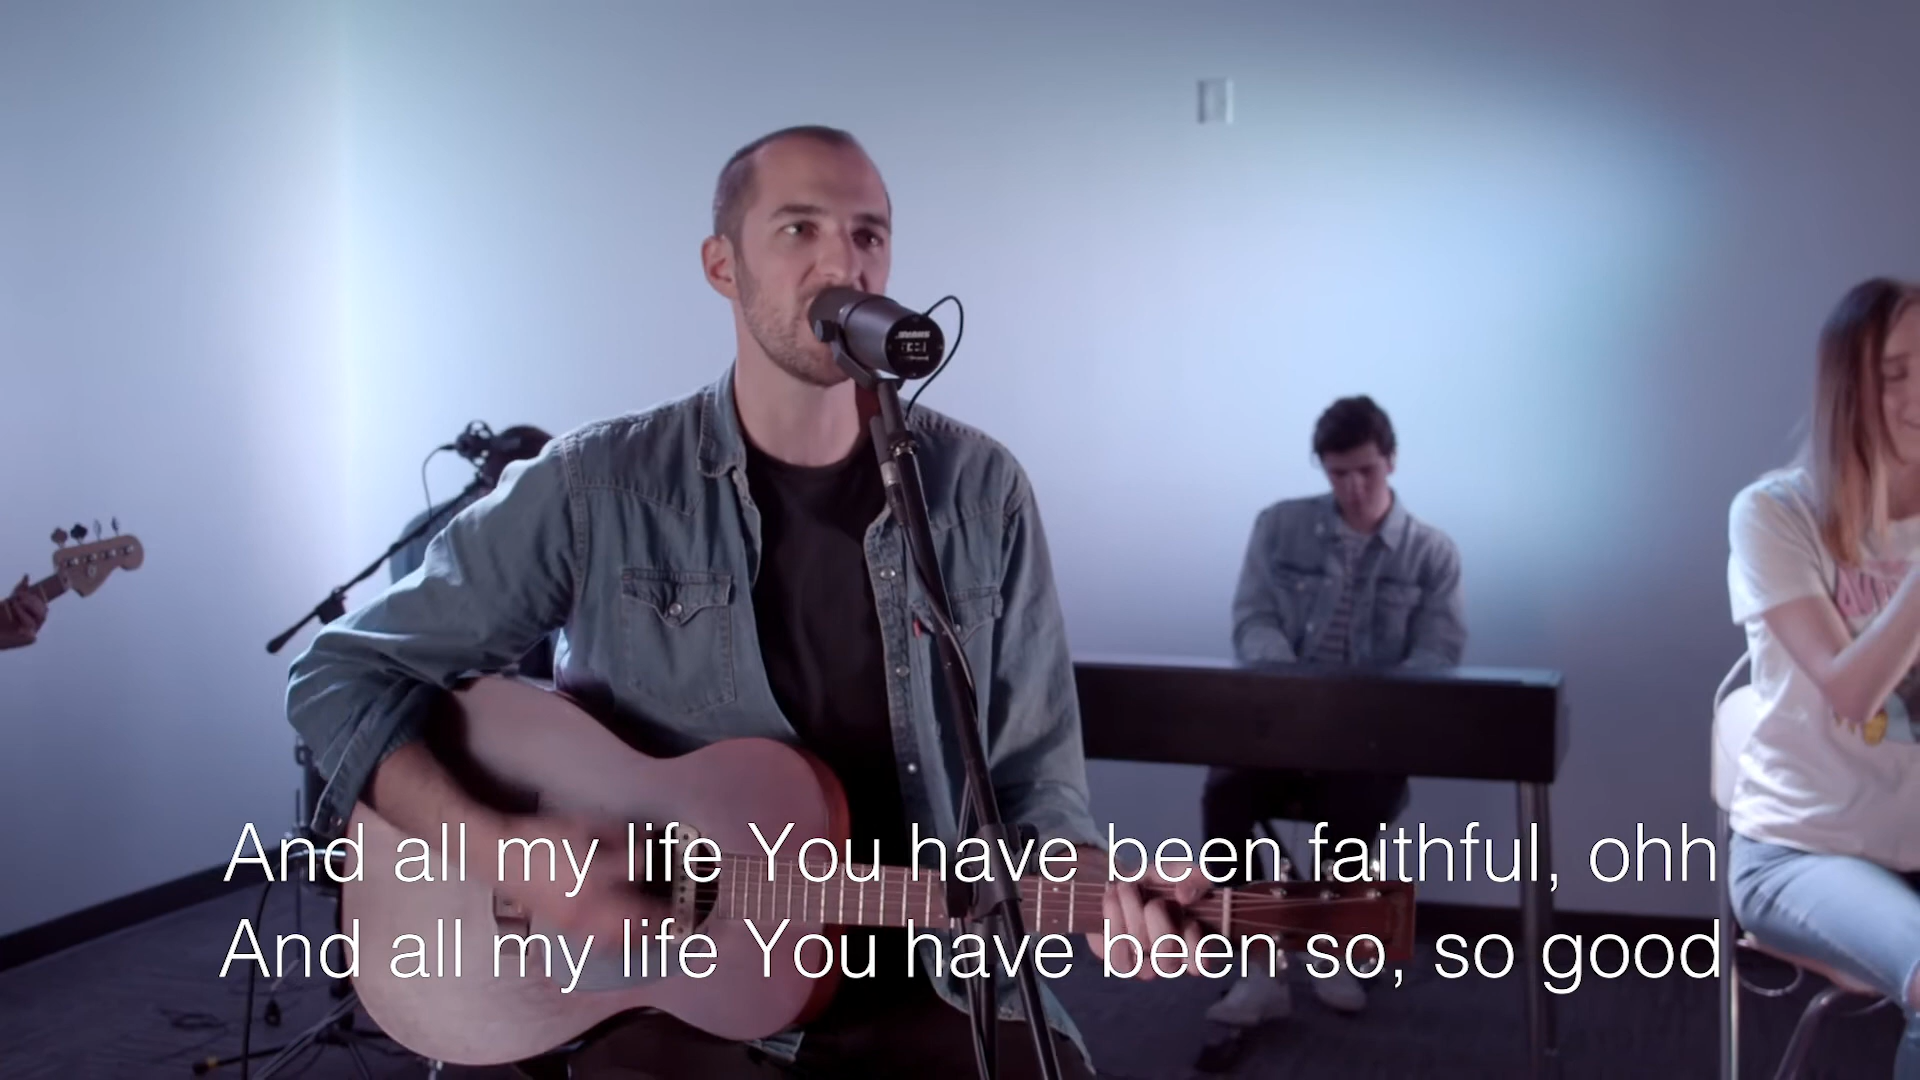 And all my life You have been faithful, ohh
And all my life You have been so, so good